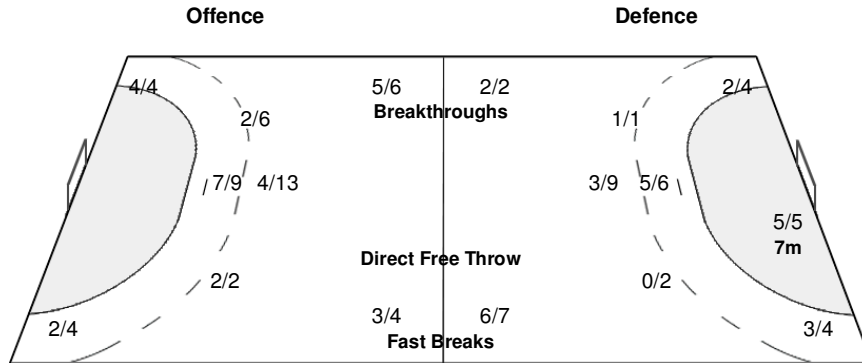 Offence Defence
4/4 5/6 2/2 2/4
Breakthroughs
2/6 1/1
7/9 4/13 3/9 5/6
5/5
7m
Direct Free Throw
2/2 0/2
3/4 6/7
2/4 3/4
Fast Breaks